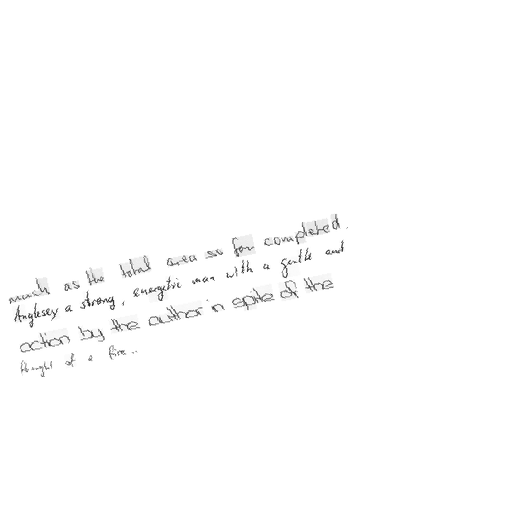 much as the total area so far completed.
Anglesey a strong, energetic man with a gentle and
action by the author in spite of the
thought of a fire..